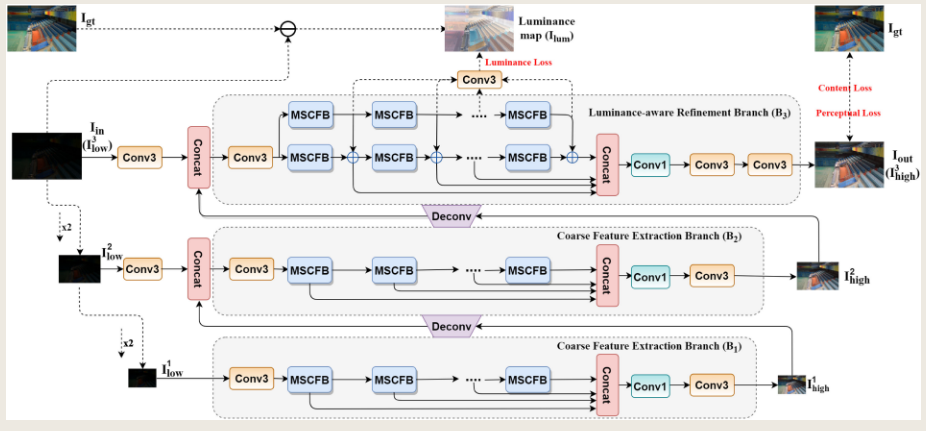 I_gt
Luminance
map (I_lum)
I_gt
Luminance Loss
Conv3
Content Loss
Perceptual Loss
Luminance-aware Refinement Branch (B_3)
MSCFB MSCFB .... MSCFB
I_in
(I^3_low)
Conv3
Concat
Conv3
MSCFB MSCFB .... MSCFB
Concat
Conv1
Conv3
Conv3
I_out
(I^3_high)
Deconv
x2
Coarse Feature Extraction Branch (B_2)
I^2_low
Conv3
Concat
Conv3
MSCFB MSCFB .... MSCFB
Concat
Conv1
Conv3
I^2_high
Deconv
x2
Coarse Feature Extraction Branch (B_1)
I^1_low
Conv3
MSCFB MSCFB .... MSCFB
Concat
Conv1
Conv3
I^1_high